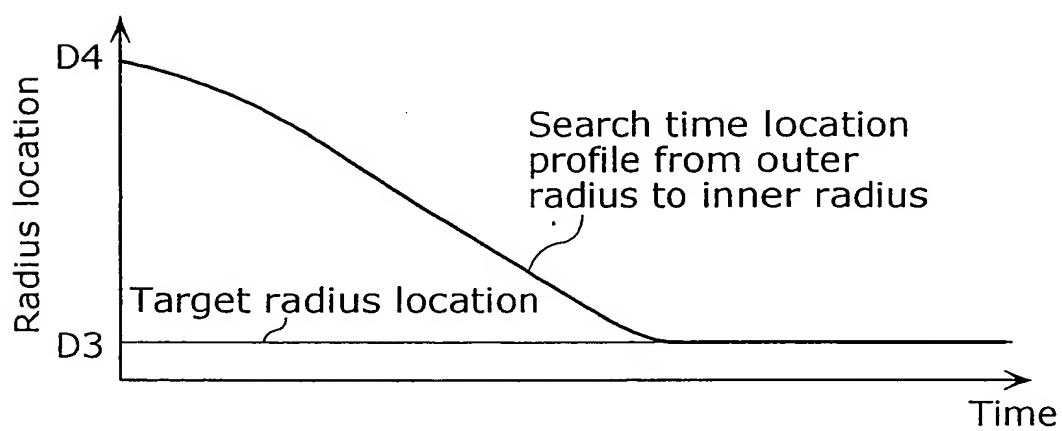 D4
Radius location
Search time location
profile from outer
radius to inner radius
Target radius location
D3
Time